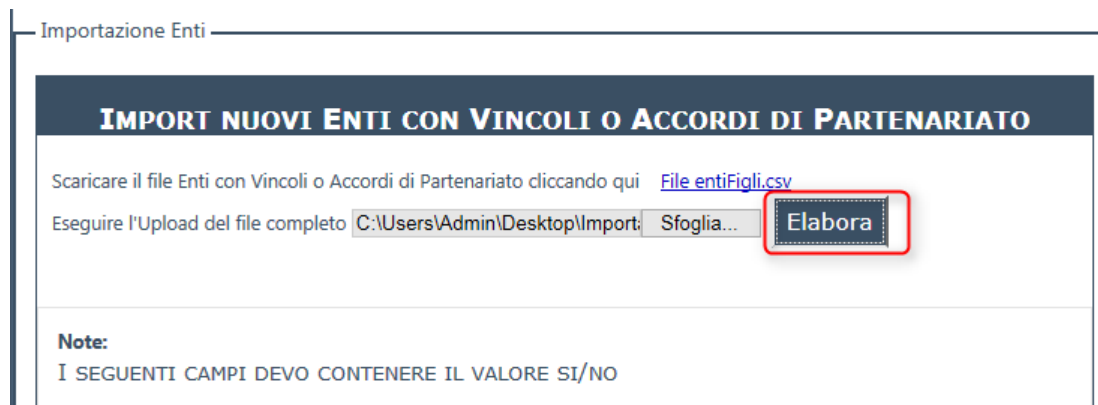 Importazione Enti
Import nuovi Enti con Vincoli o Accordi di Partenariato
Scaricare il file Enti con Vincoli o Accordi di Partenariato cliccando qui File entiFigli.csv
Eseguire l'Upload del file completo C:\Users\Admin\Desktop\Import Sfoglia... Elabora
Note:
I seguenti campi devo contenere il valore si/no